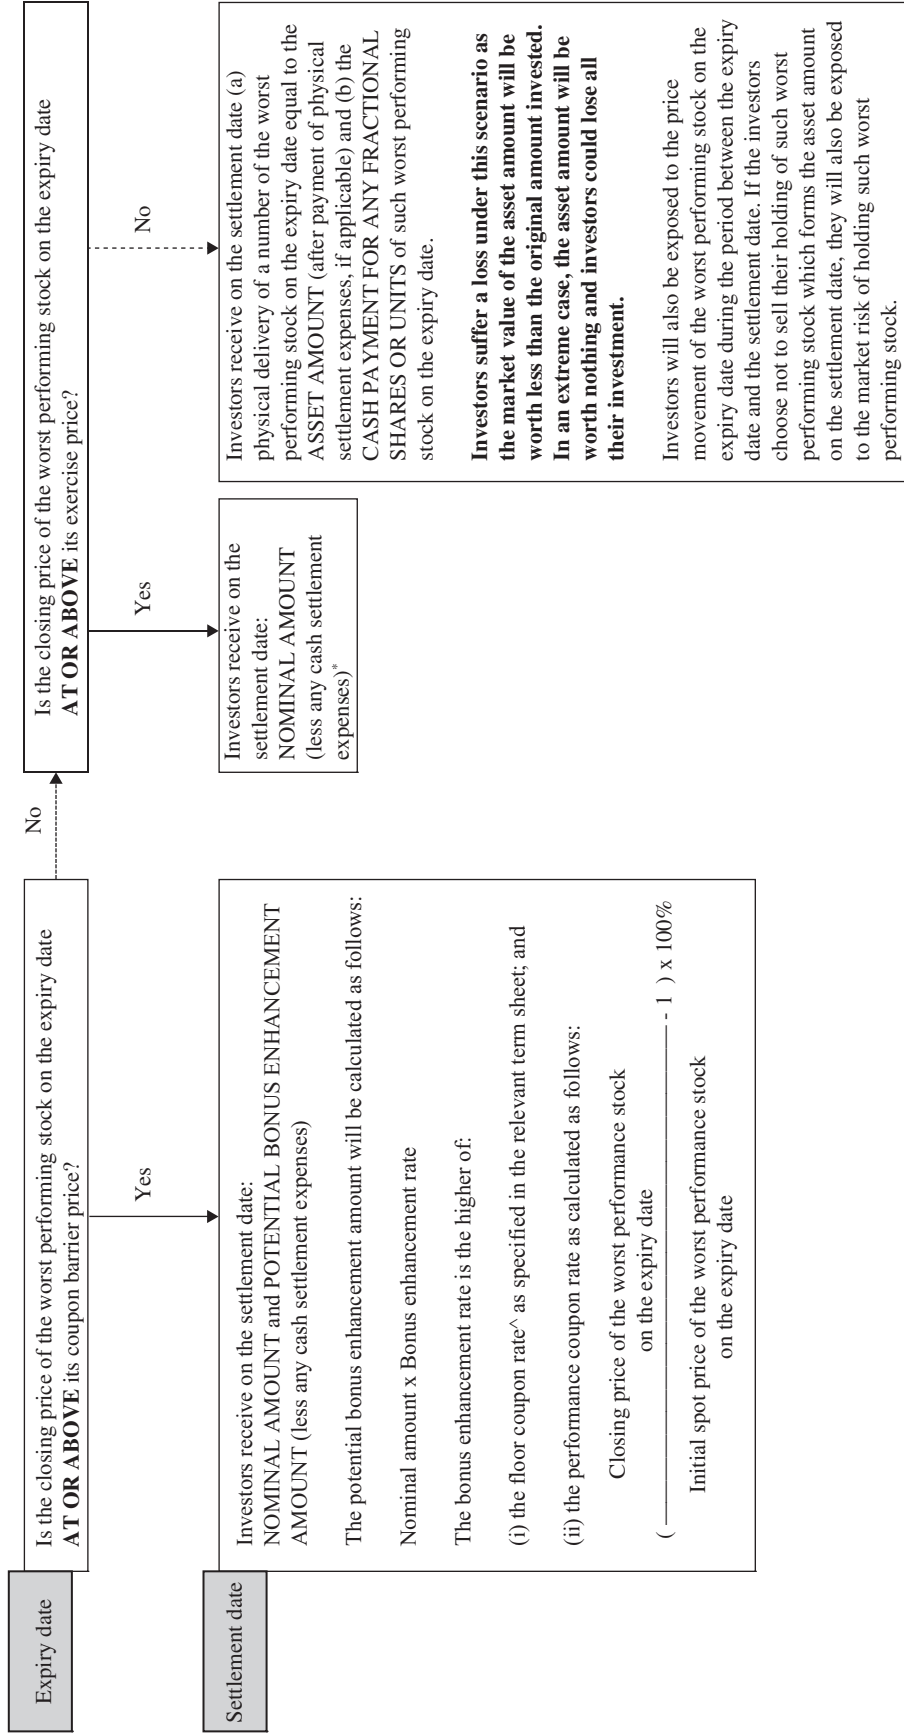 Expiry date
Is the closing price of the worst performing stock on the expiry date
AT OR ABOVE its coupon barrier price?
No
Is the closing price of the worst performing stock on the expiry date
AT OR ABOVE its exercise price?
Yes
Yes
No
Settlement date
Investors receive on the settlement date:
NOMINAL AMOUNT and POTENTIAL BONUS ENHANCEMENT
AMOUNT (less any cash settlement expenses)
The potential bonus enhancement amount will be calculated as follows:
Nominal amount x Bonus enhancement rate
The bonus enhancement rate is the higher of:
(i) the floor coupon rate^ as specified in the relevant term sheet; and
(ii) the performance coupon rate as calculated as follows:
Closing price of the worst performance stock
on the expiry date
( - 1 ) x 100%
Initial spot price of the worst performance stock
on the expiry date
Investors receive on the
settlement date:
NOMINAL AMOUNT
(less any cash settlement
expenses)*
Investors receive on the settlement date (a)
physical delivery of a number of the worst
performing stock on the expiry date equal to the
ASSET AMOUNT (after payment of physical
settlement expenses, if applicable) and (b) the
CASH PAYMENT FOR ANY FRACTIONAL
SHARES OR UNITS of such worst performing
stock on the expiry date.
Investors suffer a loss under this scenario as
the market value of the asset amount will be
worth less than the original amount invested.
In an extreme case, the asset amount will be
worth nothing and investors could lose all
their investment.
Investors will also be exposed to the price
movement of the worst performing stock on the
expiry date during the period between the expiry
date and the settlement date. If the investors
choose not to sell their holding of such worst
performing stock which forms the asset amount
on the settlement date, they will also be exposed
to the market risk of holding such worst
performing stock.